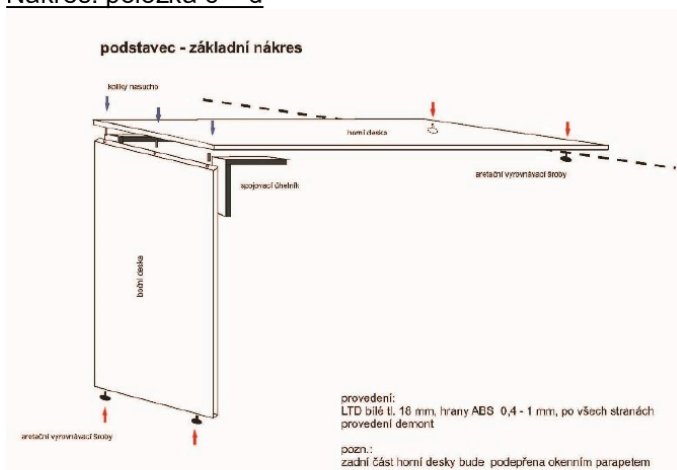 Nákres: položka č
podstavec - základní nákres
kolíky nasucho
horní deska
spojovací úhelník
aretační vyrovnávací šroby
boční deska
aretační vyrovnávací šroby
provedení:
LTD bílé tl. 18 mm, hrany ABS 0,4 - 1 mm, po všech stranách
provedení demont
pozn.:
zadní část horní desky bude podepřena okenním parapetem